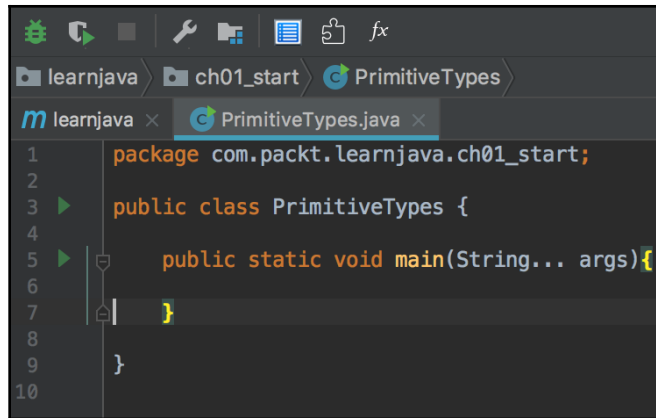 fx
learnjava ch01_start C PrimitiveTypes
m learnjava × C PrimitiveTypes.java ×
1 package com.packt.learnjava.ch01_start;
2
3 public class PrimitiveTypes {
4
5 public static void main(String... args){
6
7 }
8
9 }
10